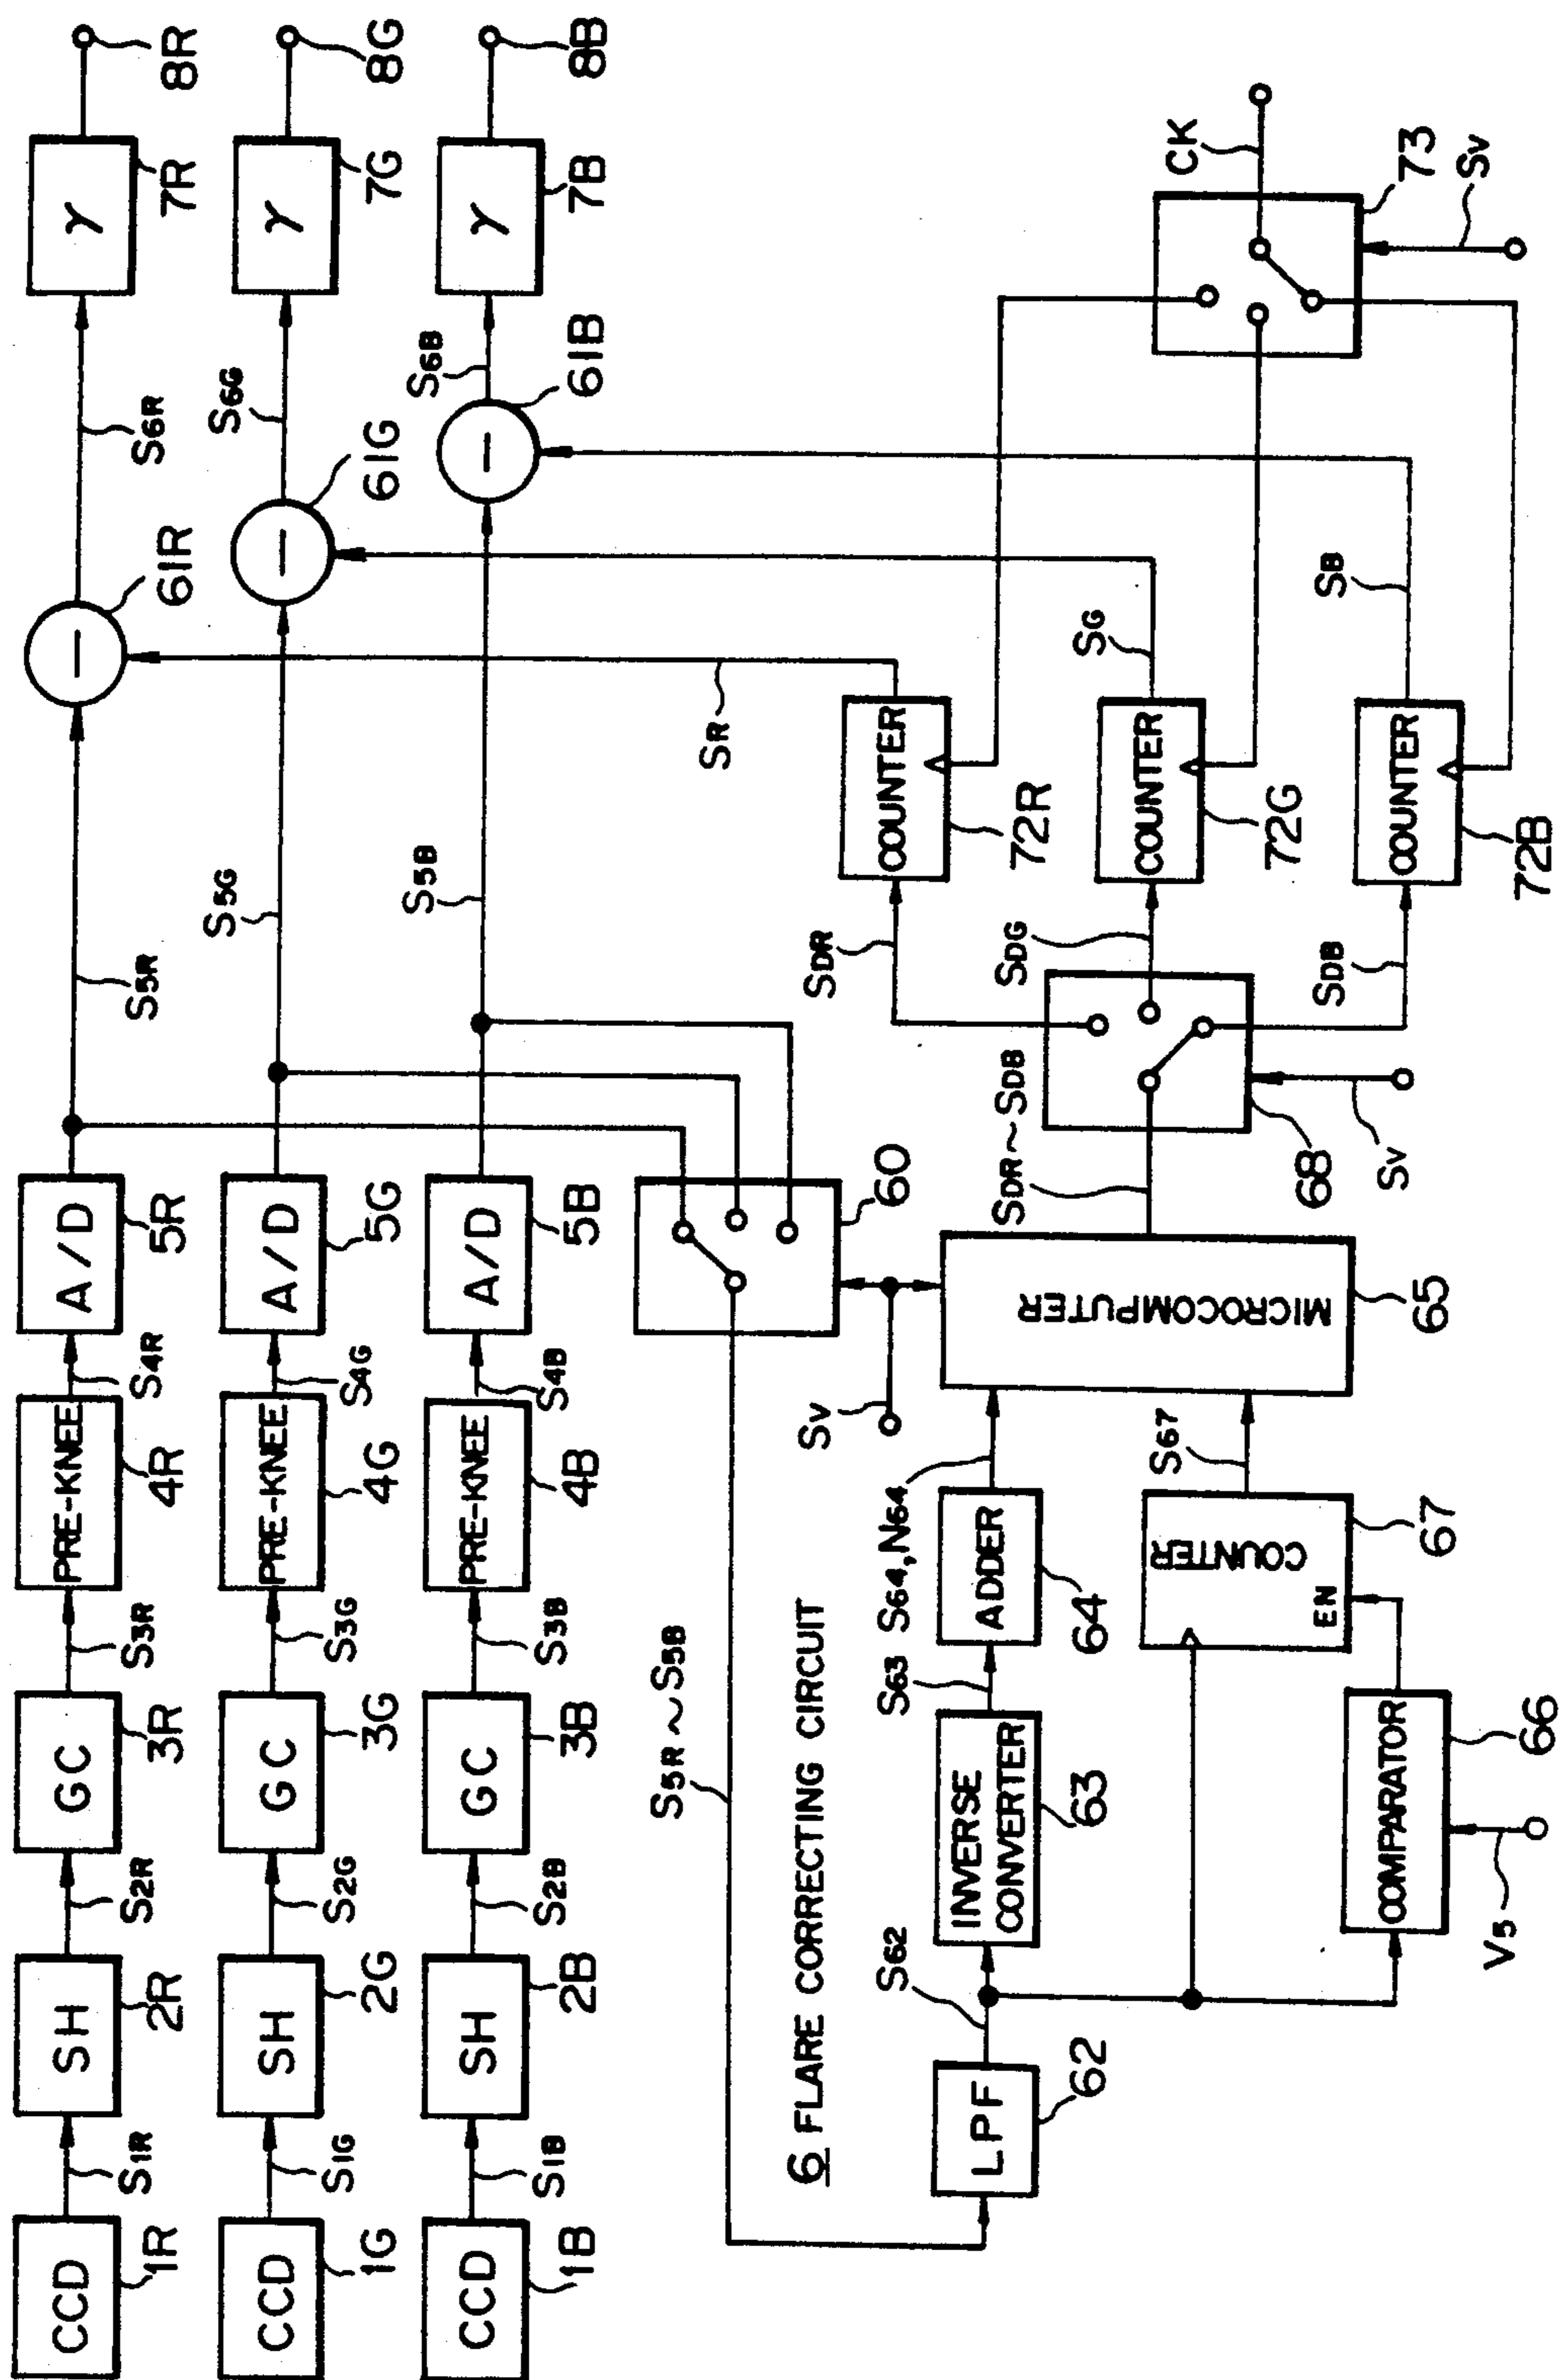 CCD
1R
S1R
SH
2R
S2R
GC
3R
S3R
PRE-KNEE
4R
S4R
A/D
5R
S5R
61R
S6R
γ
7R
8R
CCD
1G
S1G
SH
2G
S2G
GC
3G
S3G
PRE-KNEE
4G
S4G
A/D
5G
S5G
61G
S6G
γ
7G
8G
CCD
1B
S1B
SH
2B
S2B
GC
3B
S3B
PRE-KNEE
4B
S4B
A/D
5B
S5B
61B
S6B
γ
7B
8B
S5R~S5B
60
SV
6 FLARE CORRECTING CIRCUIT
LPF
62
S62
INVERSE
CONVERTER
63
S63
ADDER
64
S64,N64
MICROCOMPUTER
65
COMPARATOR
66
V5
COUNTER
EN
67
S67
SDR~SDB
68
SV
SDR
SDG
SDB
COUNTER
72R
SR
COUNTER
72G
SG
COUNTER
72B
SB
CK
73
SV